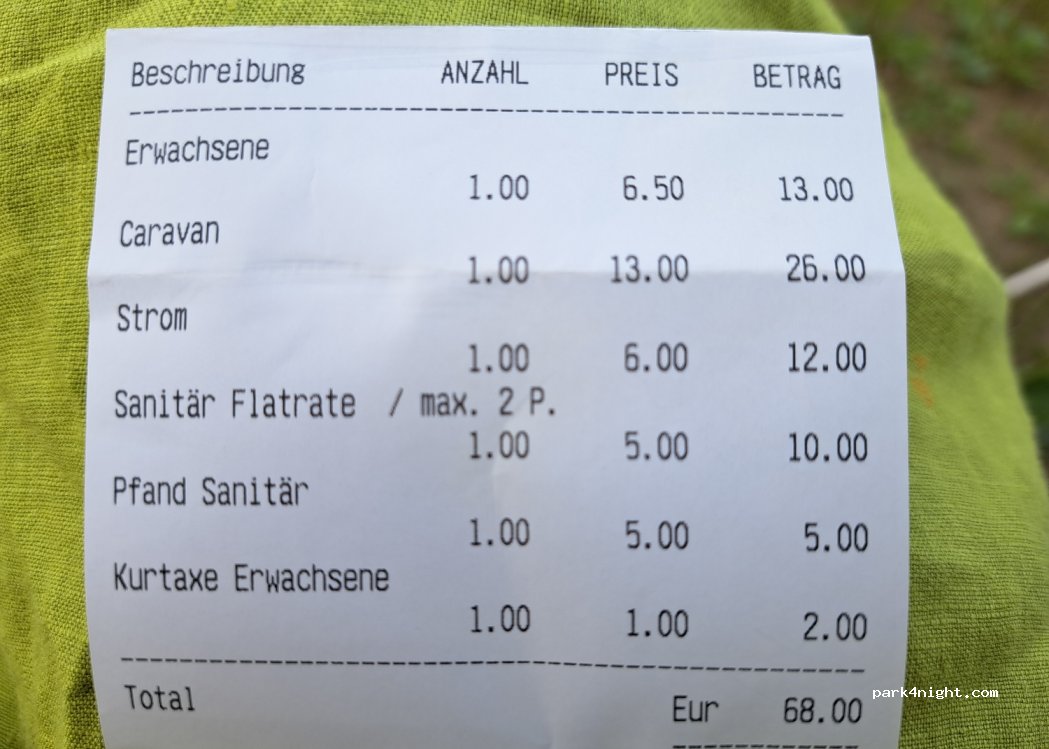 Beschreibung ANZAHL PREIS BETRAG
Erwachsene
1.00 6.50 13.00
Caravan
1.00 13.00 26.00
Strom
1.00 6.00 12.00
Sanitär Flatrate / max. 2 P.
1.00 5.00 10.00
Pfand Sanitär
1.00 5.00 5.00
Kurtaxe Erwachsene
1.00 1.00 2.00
Total Eur 68.00
park4night.com